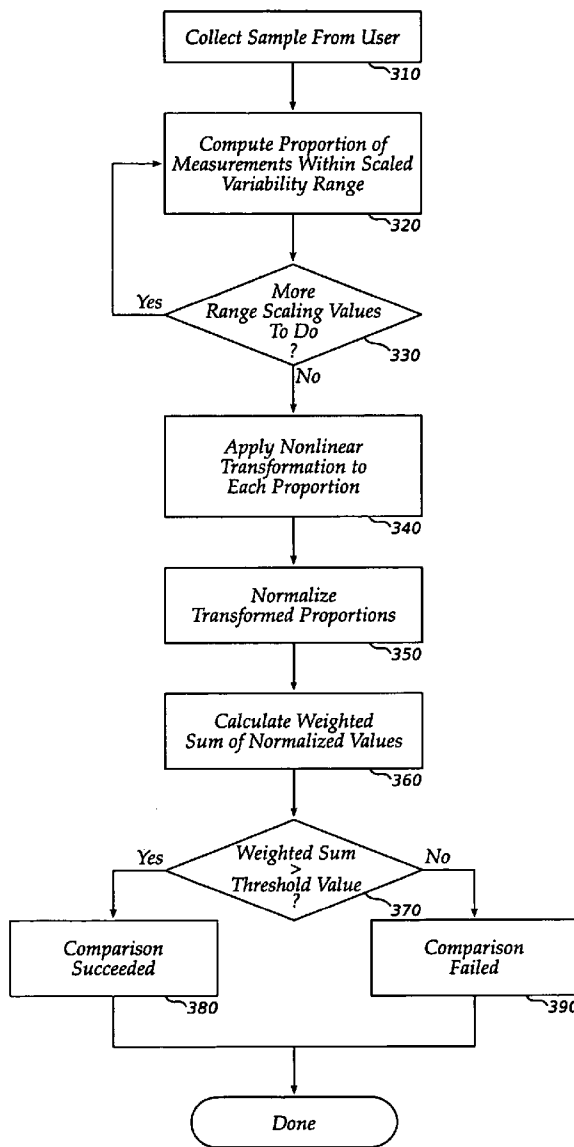 Collect Sample From User
310
Compute Proportion of
Measurements Within Scaled
Variability Range
320
More
Range Scaling Values
To Do
?
Yes
330
No
Apply Nonlinear
Transformation to
Each Proportion
340
Normalize
Transformed Proportions
350
Calculate Weighted
Sum of Normalized Values
360
Yes
Weighted Sum
>
Threshold Value
?
No
370
Comparison
Succeeded
380
Comparison
Failed
390
Done